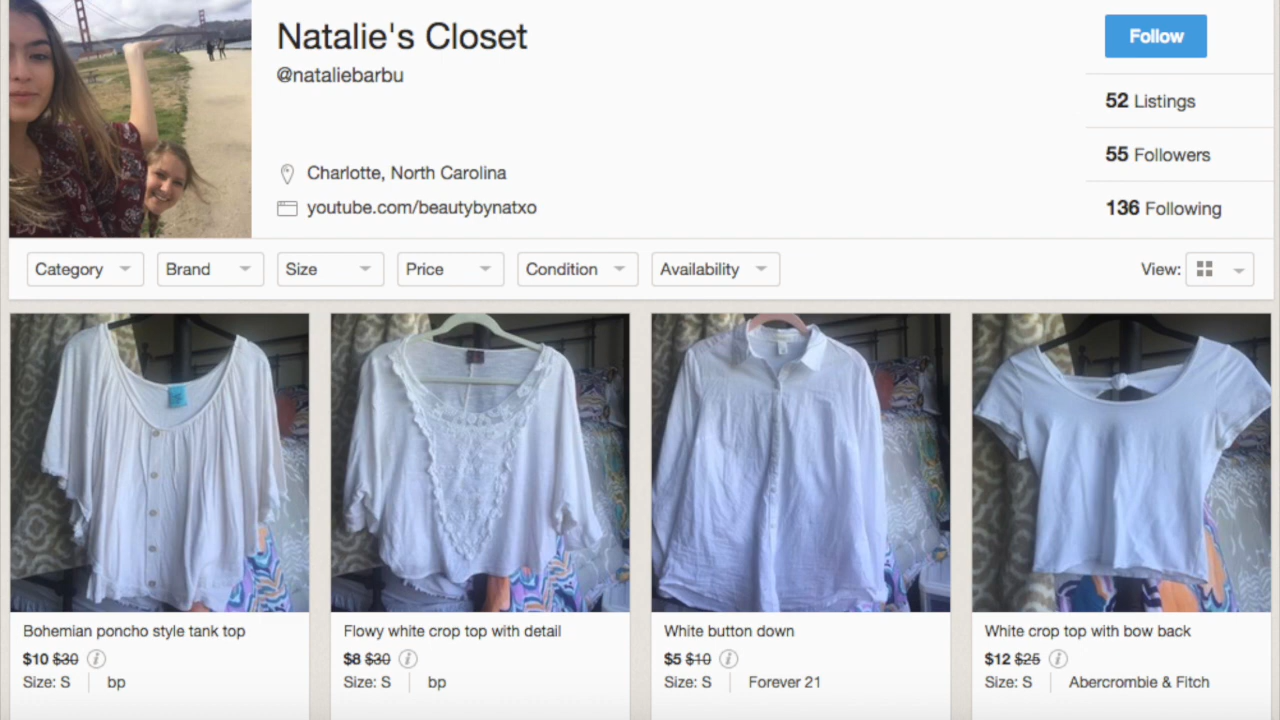 Natalie's Closet
@nataliebarbu
Charlotte, North Carolina
youtube.com/beautybynatxo
Follow
52 Listings
55 Followers
136 Following
Category Brand Size Price Condition Availability View:
Bohemian poncho style tank top
$10 $30 i
Size: S bp
Flowy white crop top with detail
$8 $30 i
Size: S bp
White button down
$5 $10 i
Size: S Forever 21
White crop top with bow back
$12 $25 i
Size: S Abercrombie & Fitch